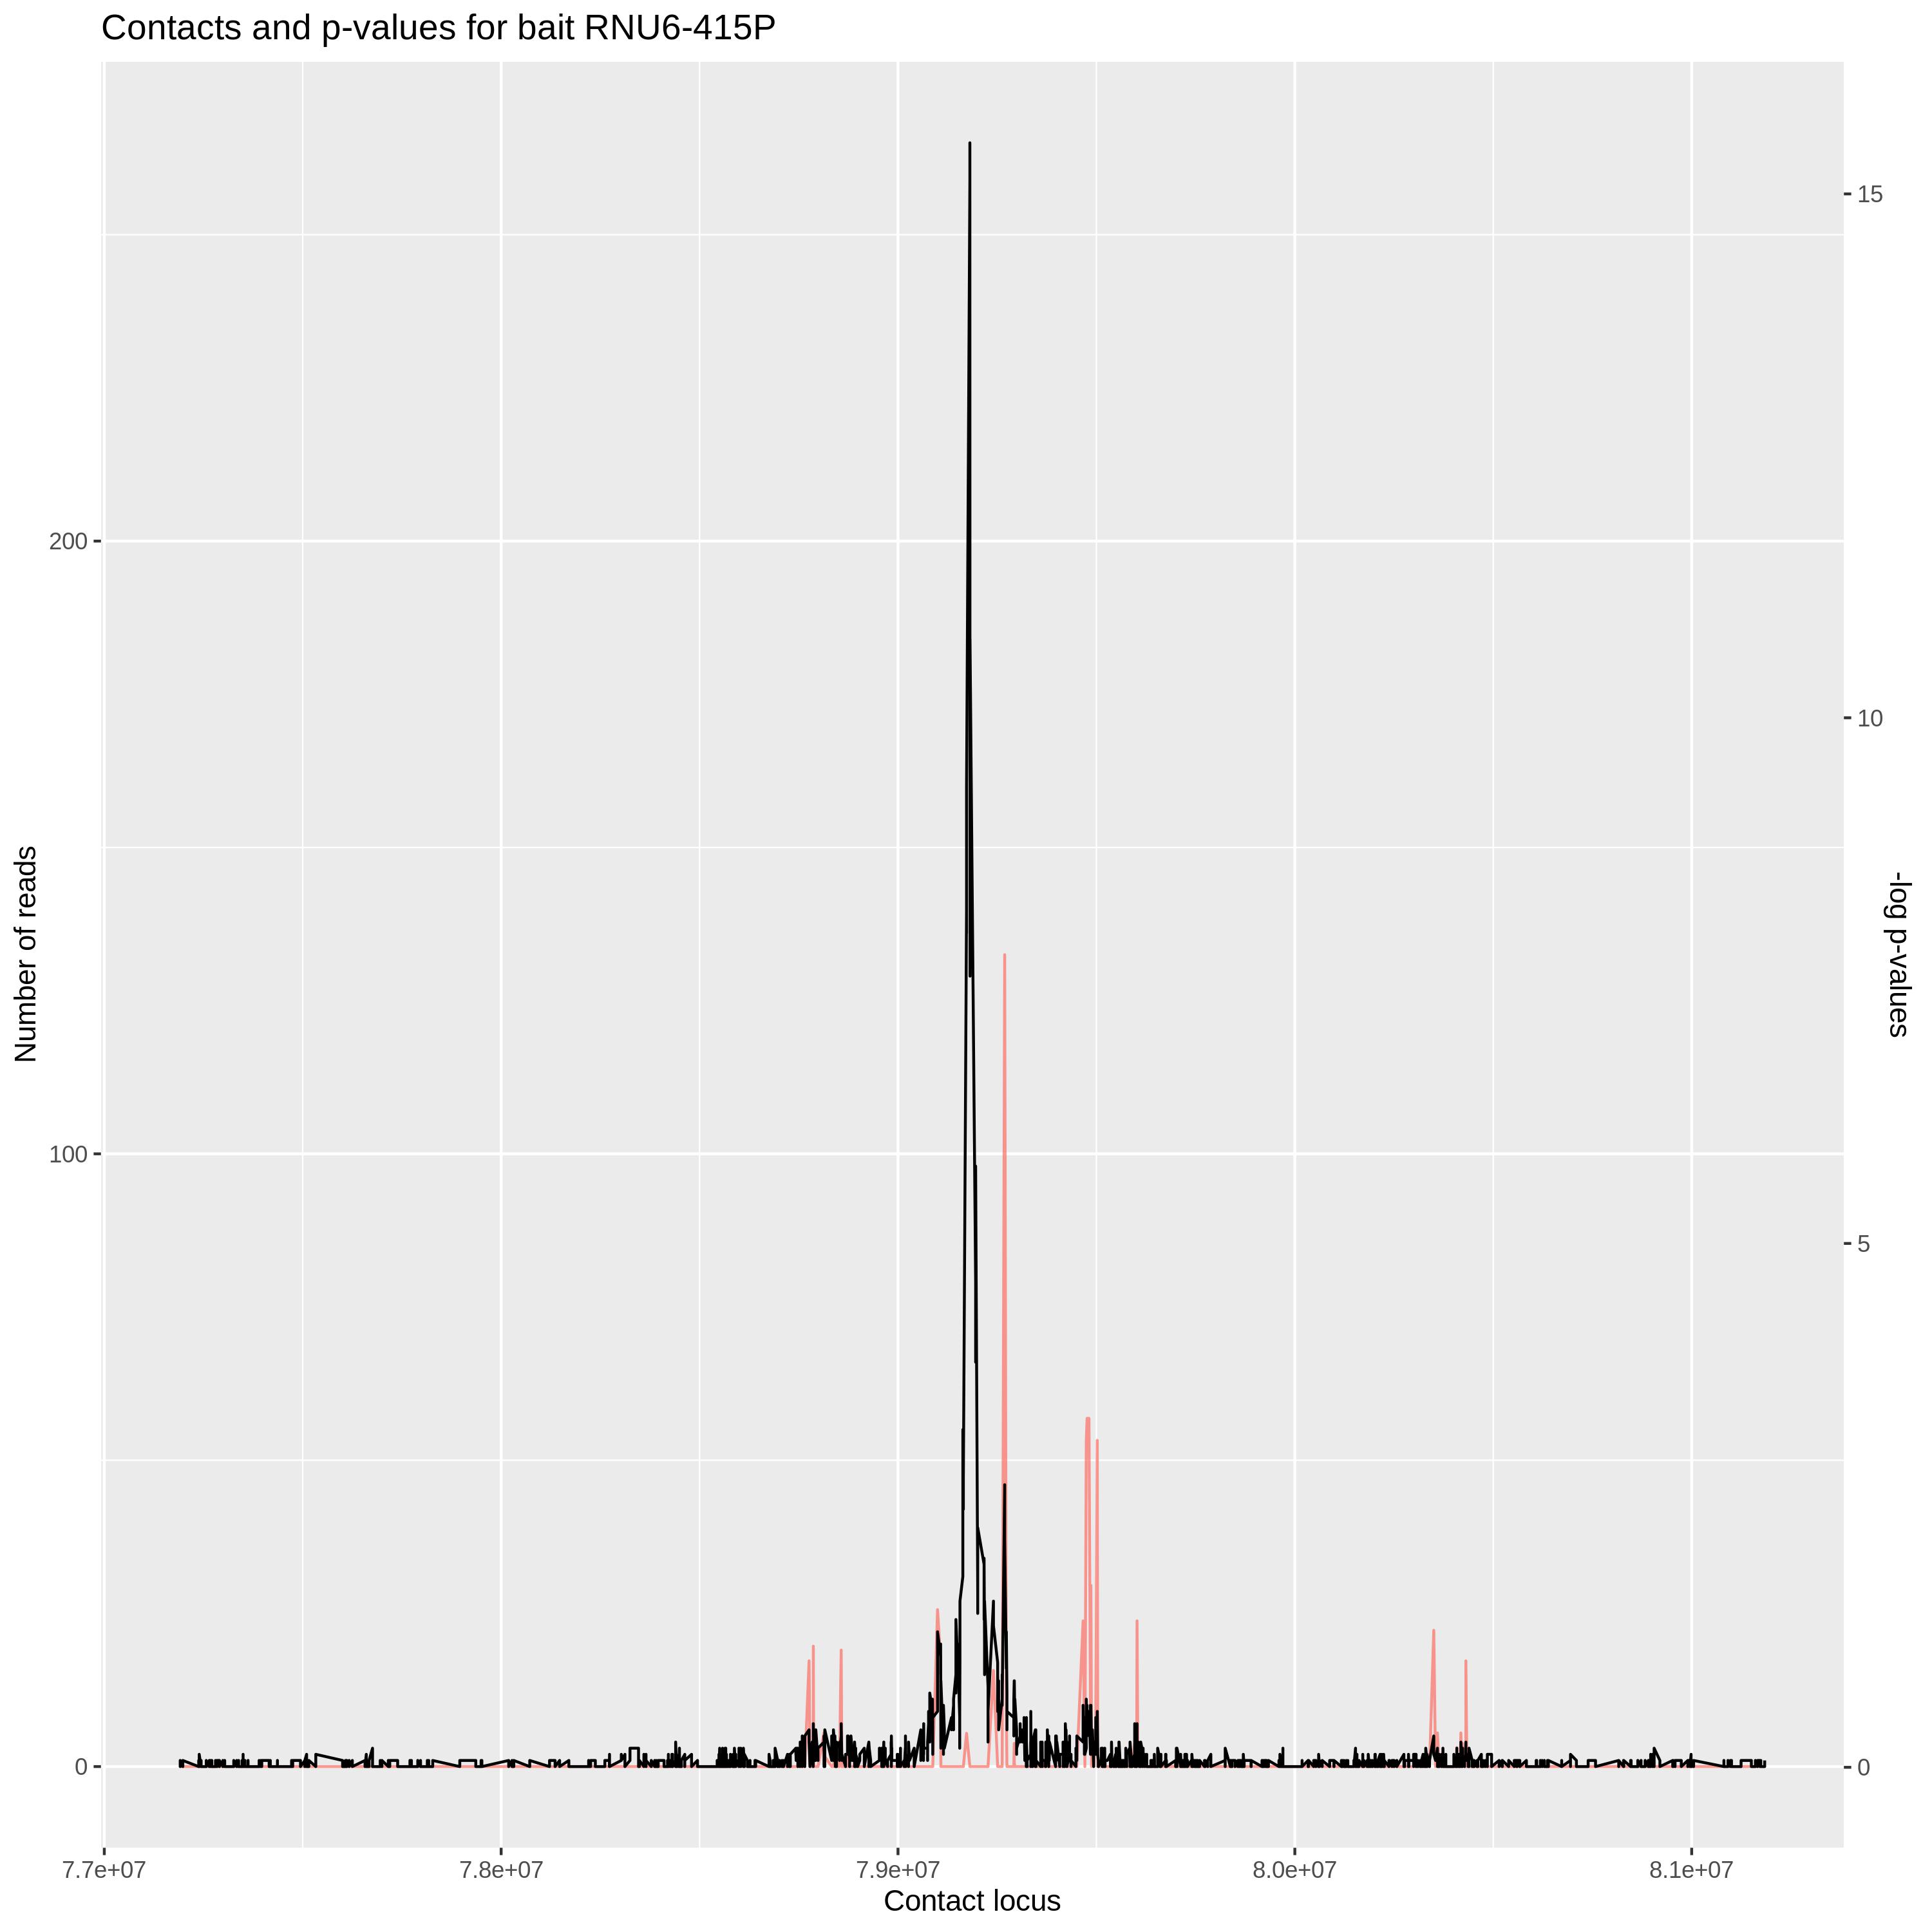 Contacts and p-values for bait RNU6-415P
15
200
10
Number of reads
-log p-values
100
5
0
0
7.7e+07
7.8e+07
7.9e+07
8.0e+07
8.1e+07
Contact locus